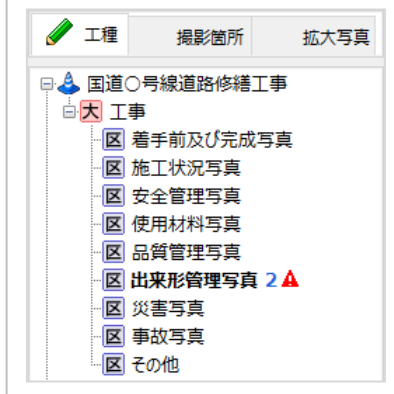 工種 撮影箇所 拡大写真
国道○号線道路修繕工事
大 工事
区 着手前及び完成写真
区 施工状況写真
区 安全管理写真
区 使用材料写真
区 品質管理写真
区 出来形管理写真 2
区 災害写真
区 事故写真
区 その他